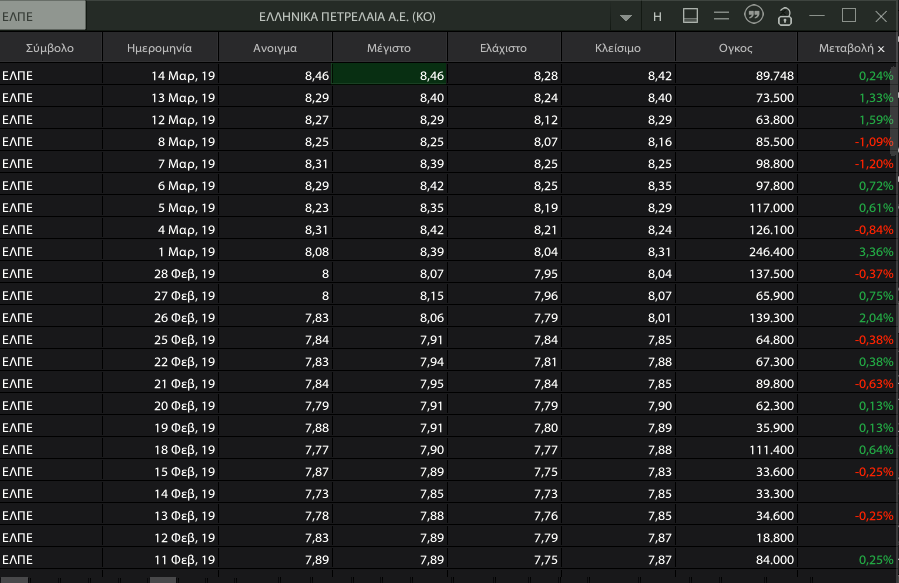 ΕΛΠΕ ΕΛΛΗΝΙΚΑ ΠΕΤΡΕΛΑΙΑ Α.Ε. (ΚΟ) Η
Σύμβολο Ημερομηνία Ανοιγμα Μέγιστο Ελάχιστο Κλείσιμο Ογκος Μεταβολή ×
ΕΛΠΕ 14 Μαρ, 19 8,46 8,46 8,28 8,42 89.748 0,24%
ΕΛΠΕ 13 Μαρ, 19 8,29 8,40 8,24 8,40 73.500 1,33%
ΕΛΠΕ 12 Μαρ, 19 8,27 8,29 8,12 8,29 63.800 1,59%
ΕΛΠΕ 8 Μαρ, 19 8,25 8,25 8,07 8,16 85.500 -1,09%
ΕΛΠΕ 7 Μαρ, 19 8,31 8,39 8,25 8,25 98.800 -1,20%
ΕΛΠΕ 6 Μαρ, 19 8,29 8,42 8,25 8,35 97.800 0,72%
ΕΛΠΕ 5 Μαρ, 19 8,23 8,35 8,19 8,29 117.000 0,61%
ΕΛΠΕ 4 Μαρ, 19 8,31 8,42 8,21 8,24 126.100 -0,84%
ΕΛΠΕ 1 Μαρ, 19 8,08 8,39 8,04 8,31 246.400 3,36%
ΕΛΠΕ 28 Φεβ, 19 8 8,07 7,95 8,04 137.500 -0,37%
ΕΛΠΕ 27 Φεβ, 19 8 8,15 7,96 8,07 65.900 0,75%
ΕΛΠΕ 26 Φεβ, 19 7,83 8,06 7,79 8,01 139.300 2,04%
ΕΛΠΕ 25 Φεβ, 19 7,84 7,91 7,84 7,85 64.800 -0,38%
ΕΛΠΕ 22 Φεβ, 19 7,83 7,94 7,81 7,88 67.300 0,38%
ΕΛΠΕ 21 Φεβ, 19 7,84 7,95 7,84 7,85 89.800 -0,63%
ΕΛΠΕ 20 Φεβ, 19 7,79 7,91 7,79 7,90 62.300 0,13%
ΕΛΠΕ 19 Φεβ, 19 7,88 7,91 7,80 7,89 35.900 0,13%
ΕΛΠΕ 18 Φεβ, 19 7,77 7,90 7,77 7,88 111.400 0,64%
ΕΛΠΕ 15 Φεβ, 19 7,87 7,89 7,75 7,83 33.600 -0,25%
ΕΛΠΕ 14 Φεβ, 19 7,73 7,85 7,73 7,85 33.300
ΕΛΠΕ 13 Φεβ, 19 7,78 7,88 7,76 7,85 34.600 -0,25%
ΕΛΠΕ 12 Φεβ, 19 7,83 7,89 7,79 7,87 18.800
ΕΛΠΕ 11 Φεβ, 19 7,89 7,89 7,75 7,87 84.000 0,25%